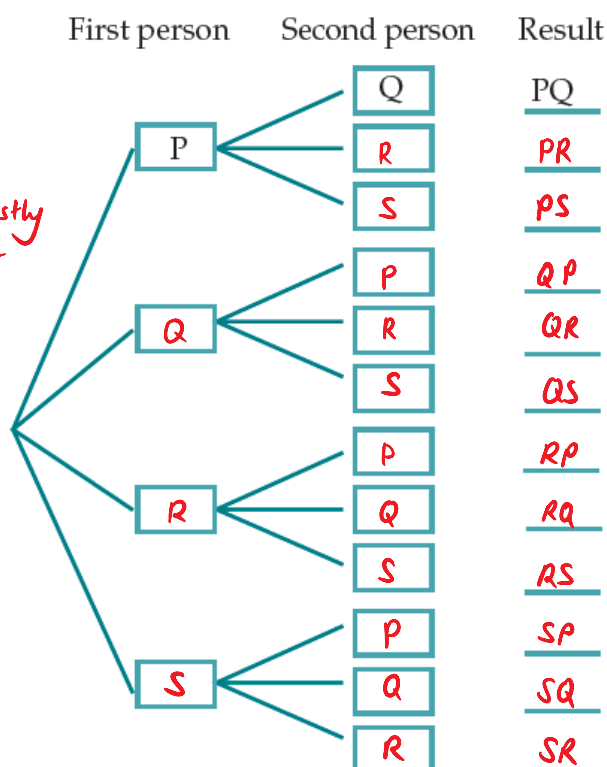 First person Second person Result
Q PQ
P R PR
S PS
P QP
Q R QR
S QS
P RP
R Q RQ
S RS
P SP
S Q SQ
R SR